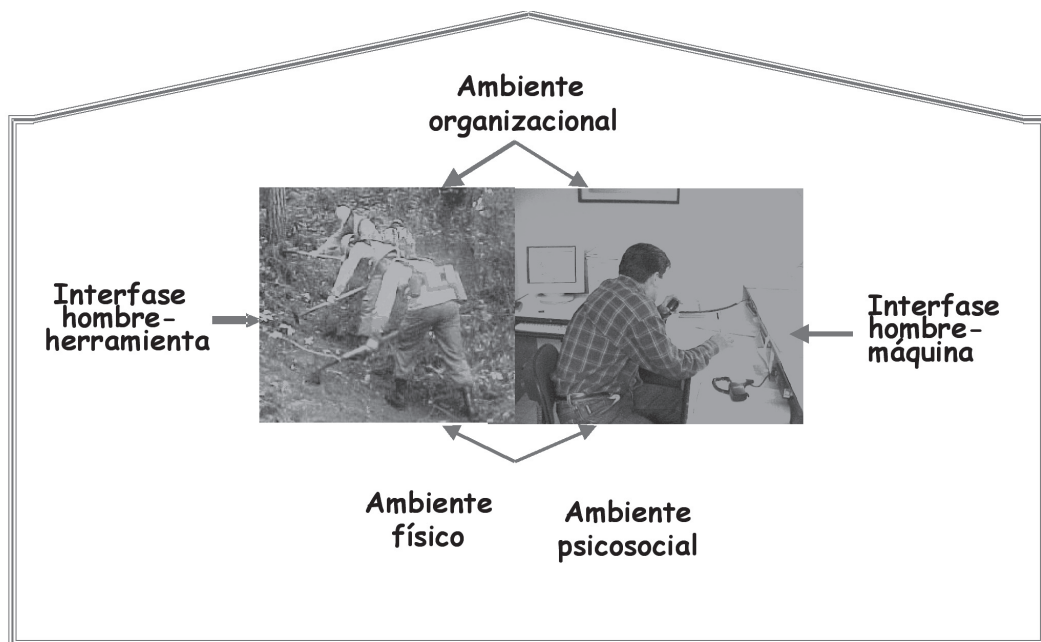 Ambiente
organizacional
Interfase
hombre-
herramienta
Interfase
hombre-
máquina
Ambiente
físico
Ambiente
psicosocial